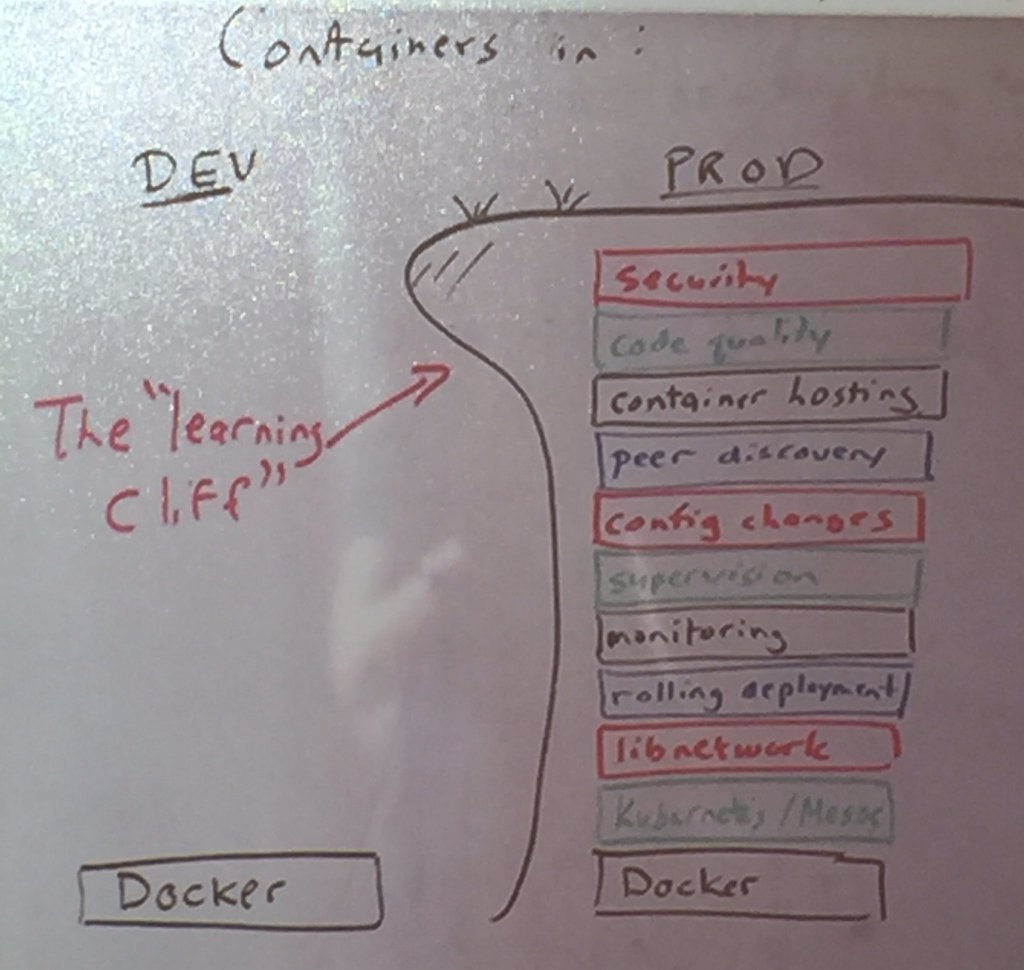 Containers in:
DEV
PROD
The "learning
cliff"
security
code quality
container hosting
peer discovery
config changes
supervision
monitoring
rolling deployment
libnetwork
Kubernetes / Mesos
Docker
Docker